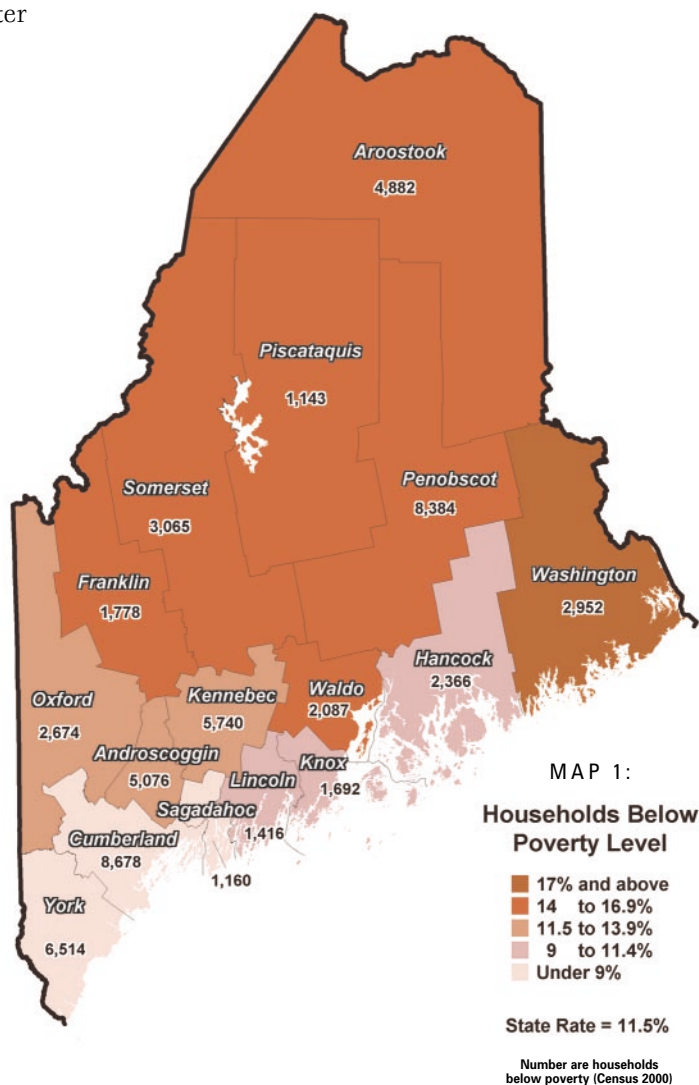 ter
Aroostook
4,882
Piscataquis
1,143
Somerset
3,065
Penobscot
8,384
Franklin
1,778
Washington
2,952
Hancock
2,366
Oxford
2,674
Kennebec
5,740
Waldo
2,087
Androscoggin
5,076
Lincoln
1,416
Knox
1,692
Sagadahoc
1,160
Cumberland
8,678
York
6,514
MAP 1:
Households Below
Poverty Level
17% and above
14 to 16.9%
11.5 to 13.9%
9 to 11.4%
Under 9%
State Rate = 11.5%
Number are households
below poverty (Census 2000)